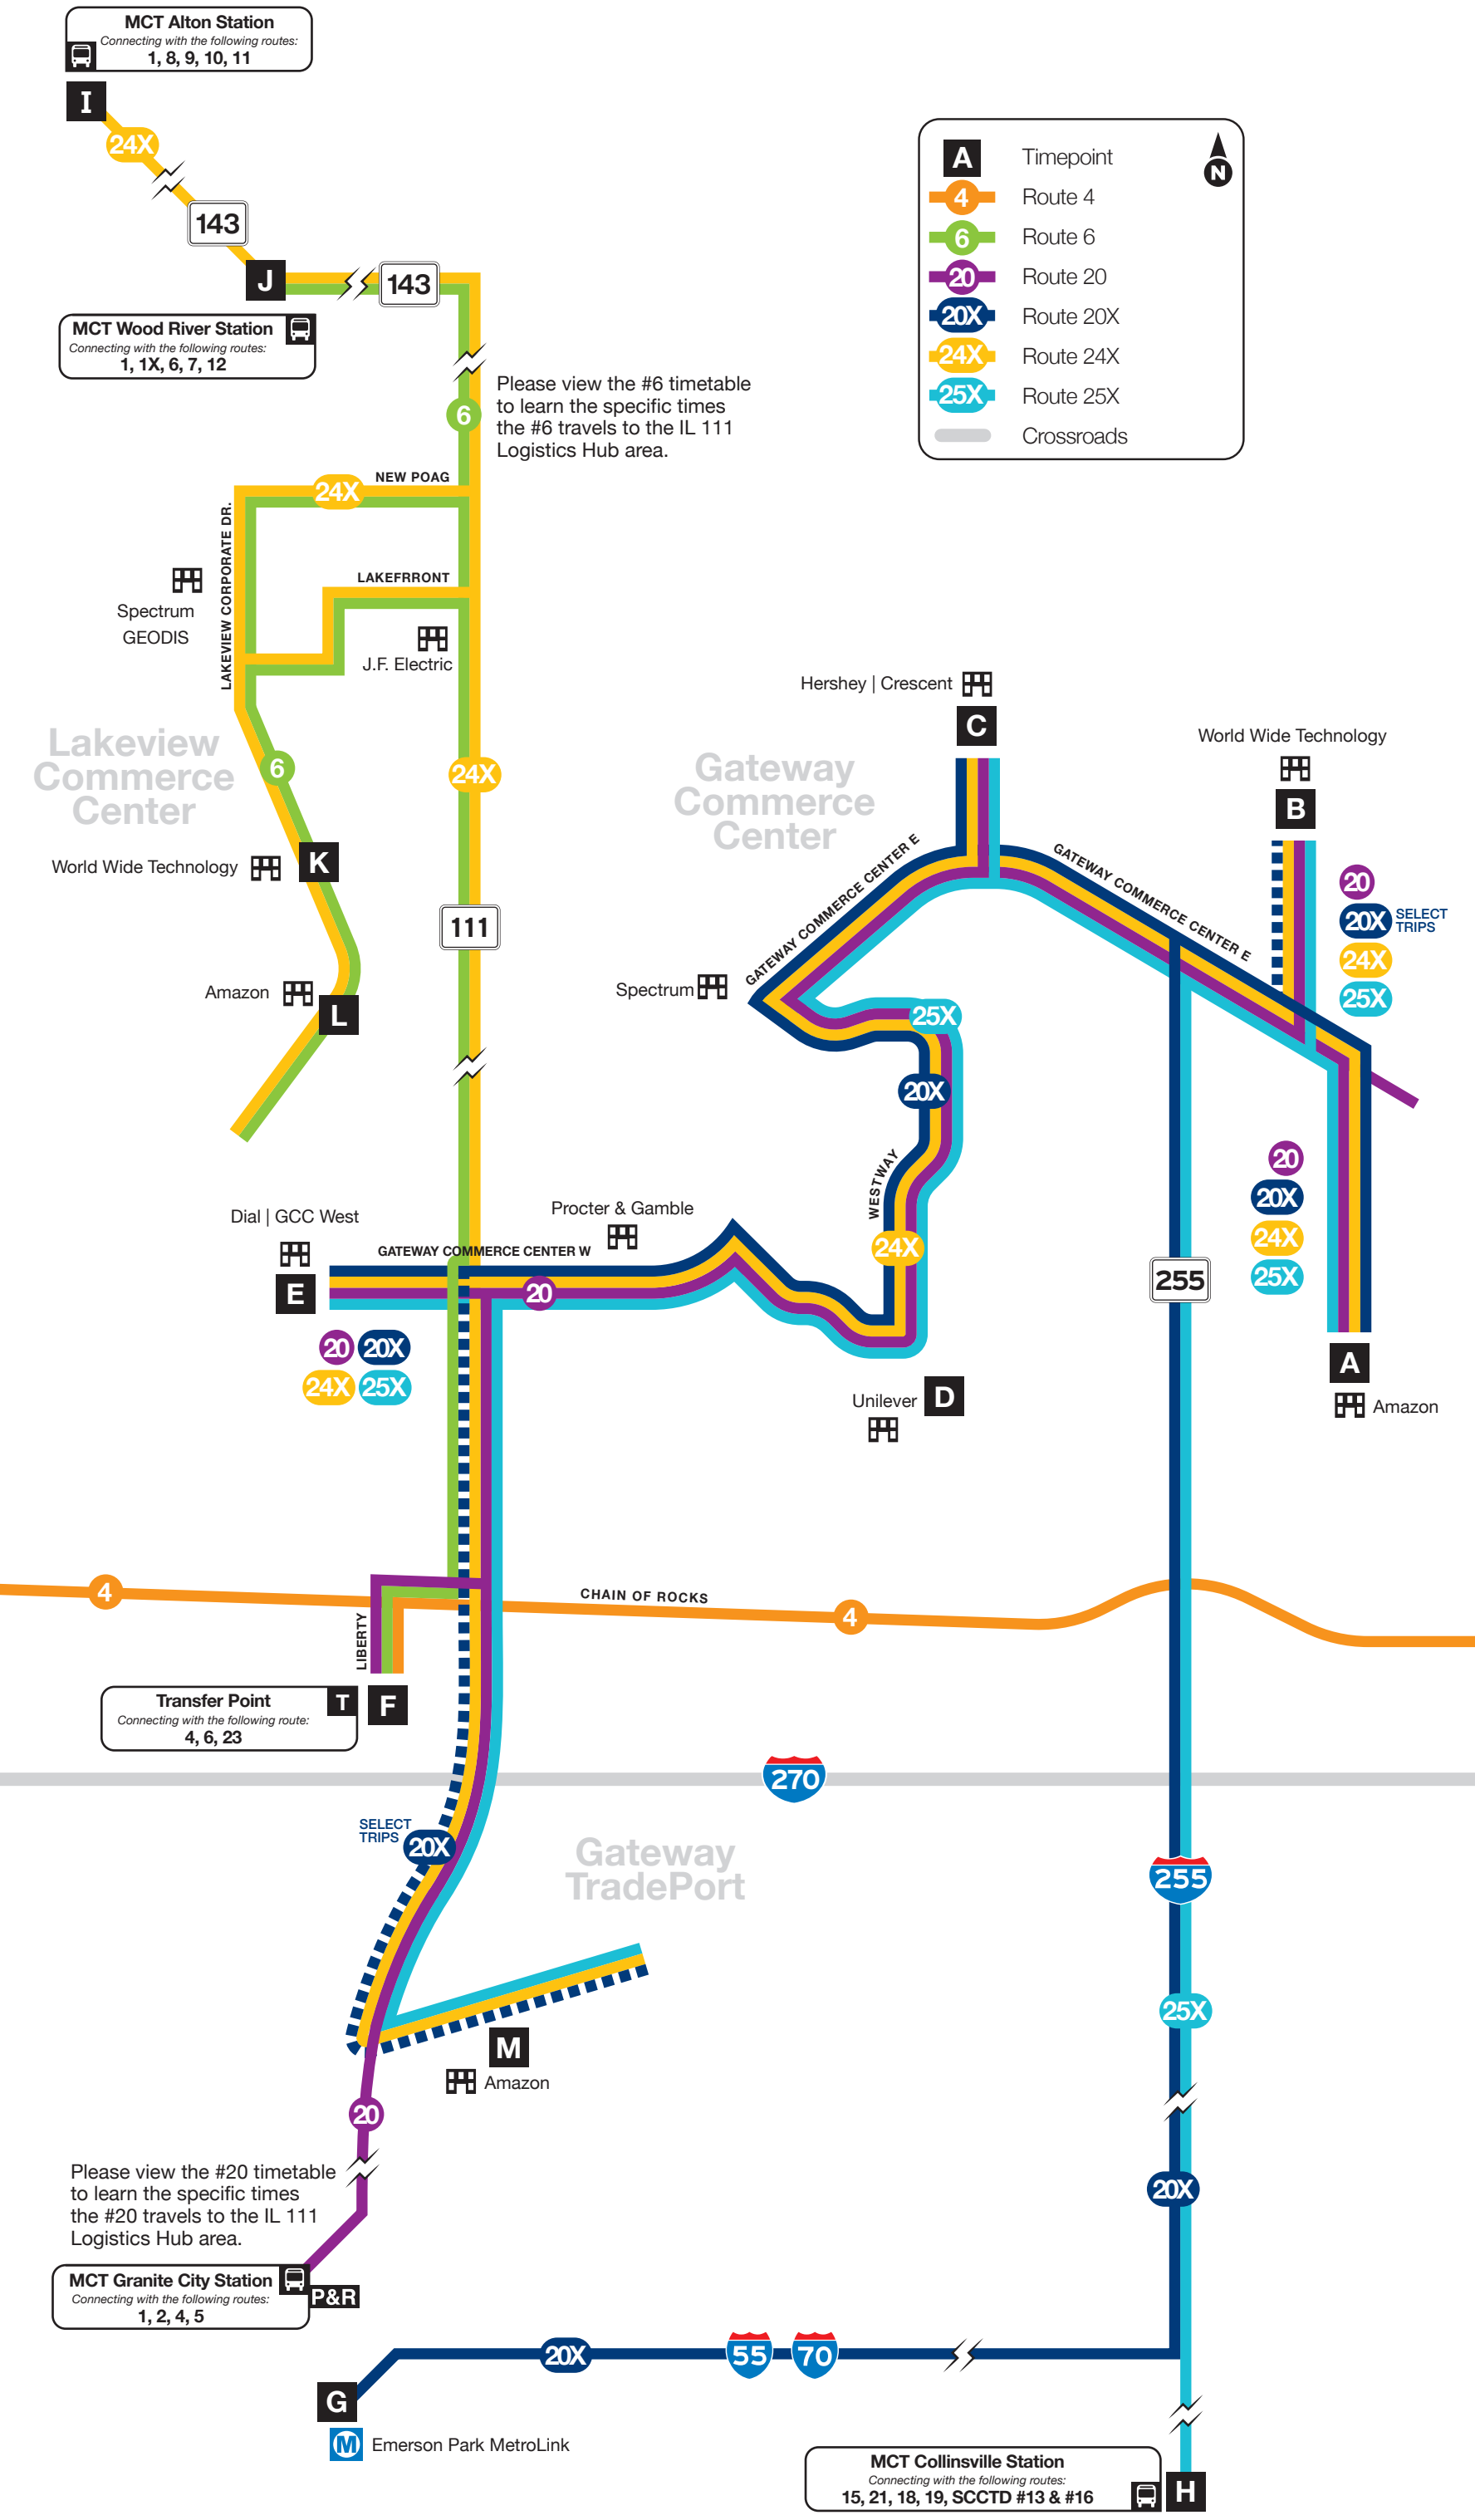 MCT Alton Station
Connecting with the following routes:
1, 8, 9, 10, 11
I
24X
143
J
143
MCT Wood River Station
Connecting with the following routes:
1, 1X, 6, 7, 12
A Timepoint
N
4 Route 4
6 Route 6
20 Route 20
20X Route 20X
24X Route 24X
25X Route 25X
Crossroads
Please view the #6 timetable
to learn the specific times
the #6 travels to the IL 111
Logistics Hub area.
6
NEW POAG
24X
LAKEVIEW CORPORATE DR.
LAKEFRRONT
Spectrum
GEODIS
J.F. Electric
Lakeview
Commerce
Center
6
24X
World Wide Technology
K
111
Amazon
L
Hershey | Crescent
C
Gateway
Commerce
Center
World Wide Technology
B
GATEWAY COMMERCE CENTER E
GATEWAY COMMERCE CENTER E
20
20X SELECT
TRIPS
24X
25X
Spectrum
25X
20X
WESTWAY
24X
20
20X
24X
25X
255
A
Amazon
Dial | GCC West
Procter & Gamble
GATEWAY COMMERCE CENTER W
E
20
20 20X
24X 25X
Unilever
D
4
CHAIN OF ROCKS
4
LIBERTY
Transfer Point
T
Connecting with the following route:
4, 6, 23
F
270
SELECT
TRIPS
20X
Gateway
TradePort
255
25X
M
Amazon
20
20X
Please view the #20 timetable
to learn the specific times
the #20 travels to the IL 111
Logistics Hub area.
MCT Granite City Station
Connecting with the following routes:
1, 2, 4, 5
P&R
20X
55
70
G
M
Emerson Park MetroLink
MCT Collinsville Station
Connecting with the following routes:
15, 21, 18, 19, SCCTD #13 & #16
H